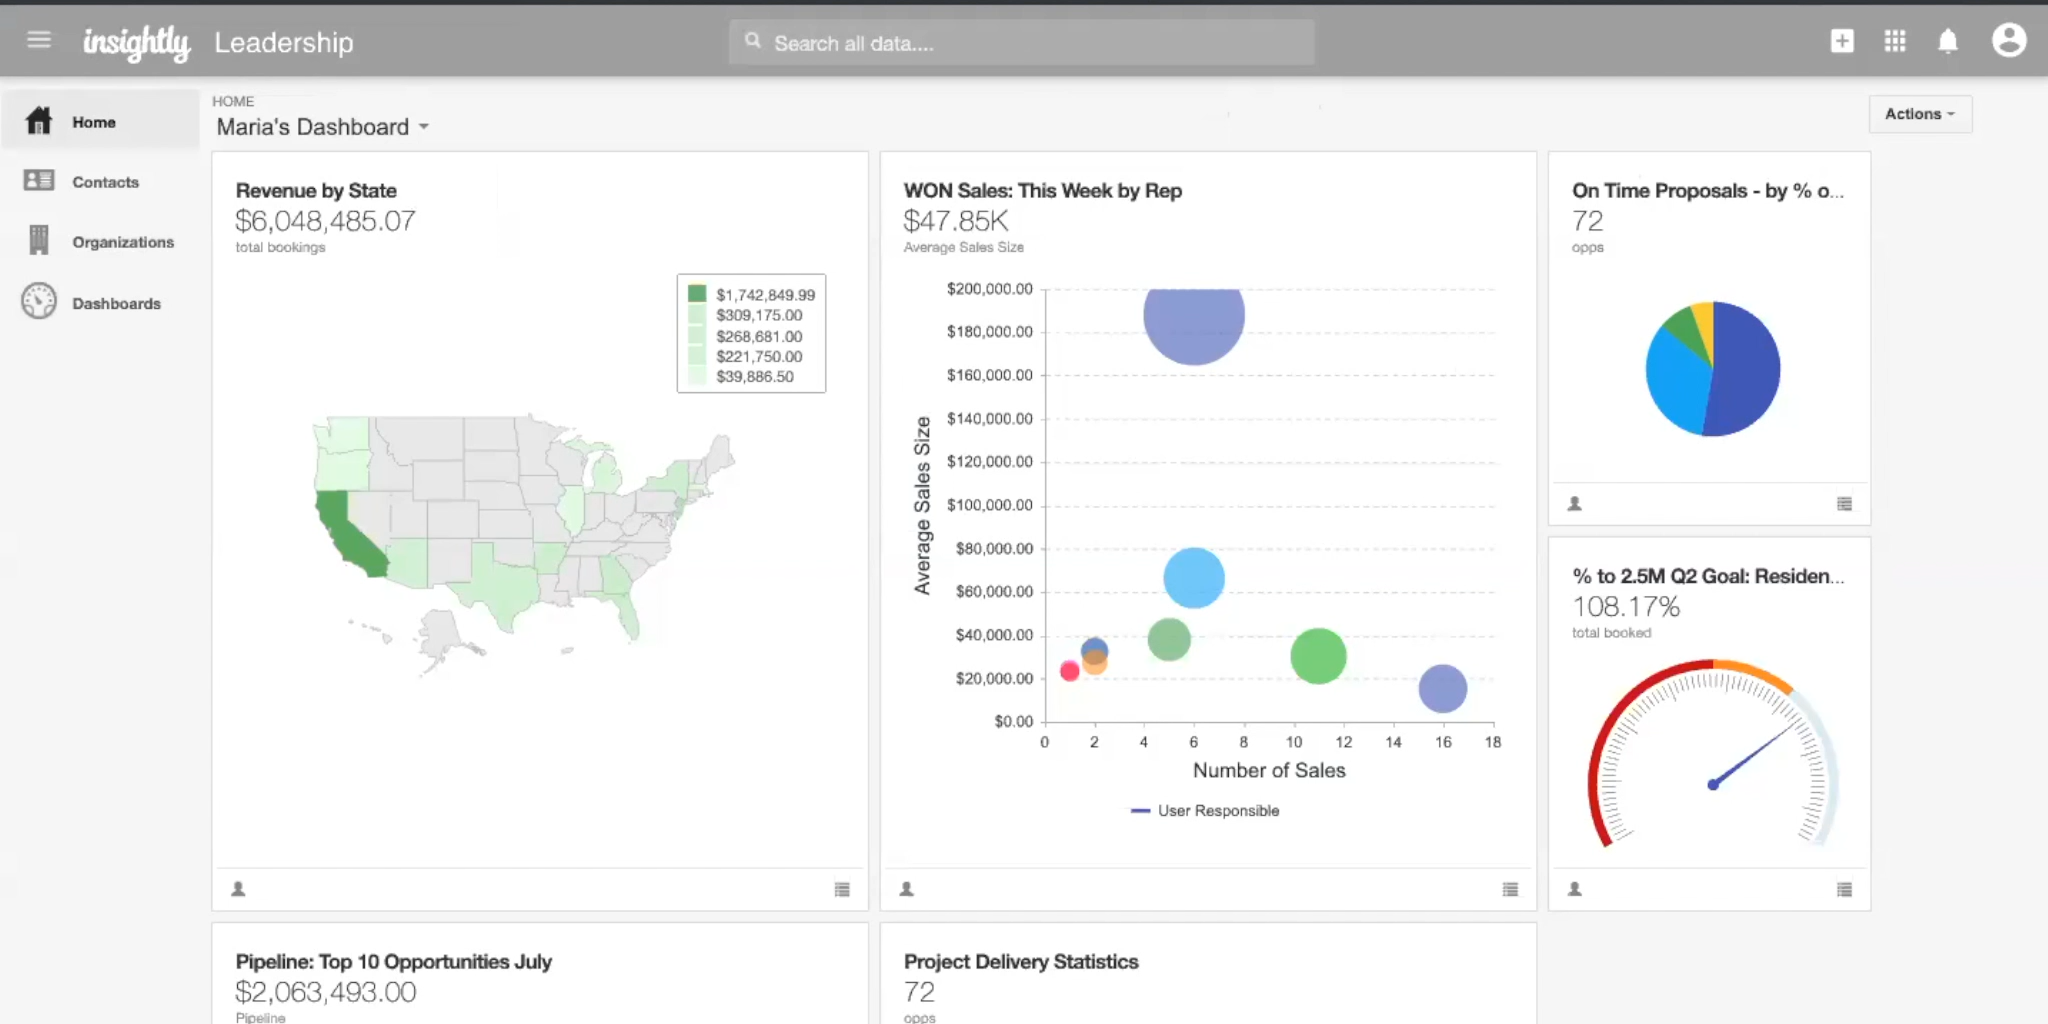 insightly Leadership
Search all data....
Home
Contacts
Organizations
Dashboards
HOME
Maria's Dashboard
Actions
Revenue by State
$6,048,485.07
total bookings
$1,742,849.99
$309,175.00
$268,681.00
$221,750.00
$39,886.50
WON Sales: This Week by Rep
$47.85K
Average Sales Size
Average Sales Size
$200,000.00
$180,000.00
$160,000.00
$140,000.00
$120,000.00
$100,000.00
$80,000.00
$60,000.00
$40,000.00
$20,000.00
$0.00
0 2 4 6 8 10 12 14 16 18
Number of Sales
User Responsible
On Time Proposals - by % o...
72
opps
% to 2.5M Q2 Goal: Residen...
108.17%
total booked
Pipeline: Top 10 Opportunities July
$2,063,493.00
Pipeline
Project Delivery Statistics
72
opps